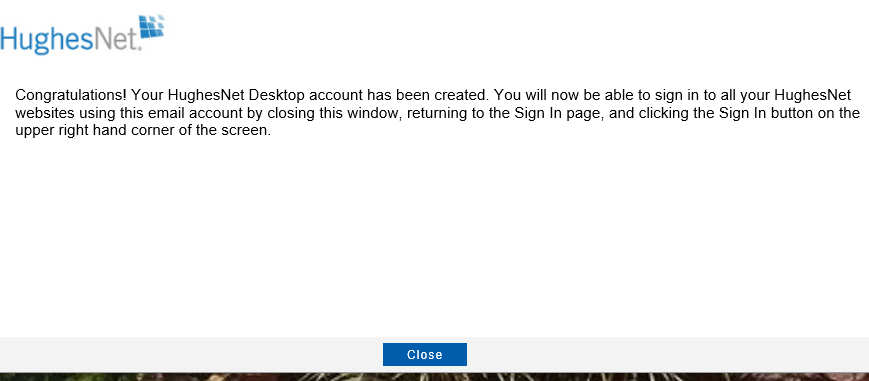 HughesNet.
Congratulations! Your HughesNet Desktop account has been created. You will now be able to sign in to all your HughesNet
websites using this email account by closing this window, returning to the Sign In page, and clicking the Sign In button on the
upper right hand corner of the screen.
Close